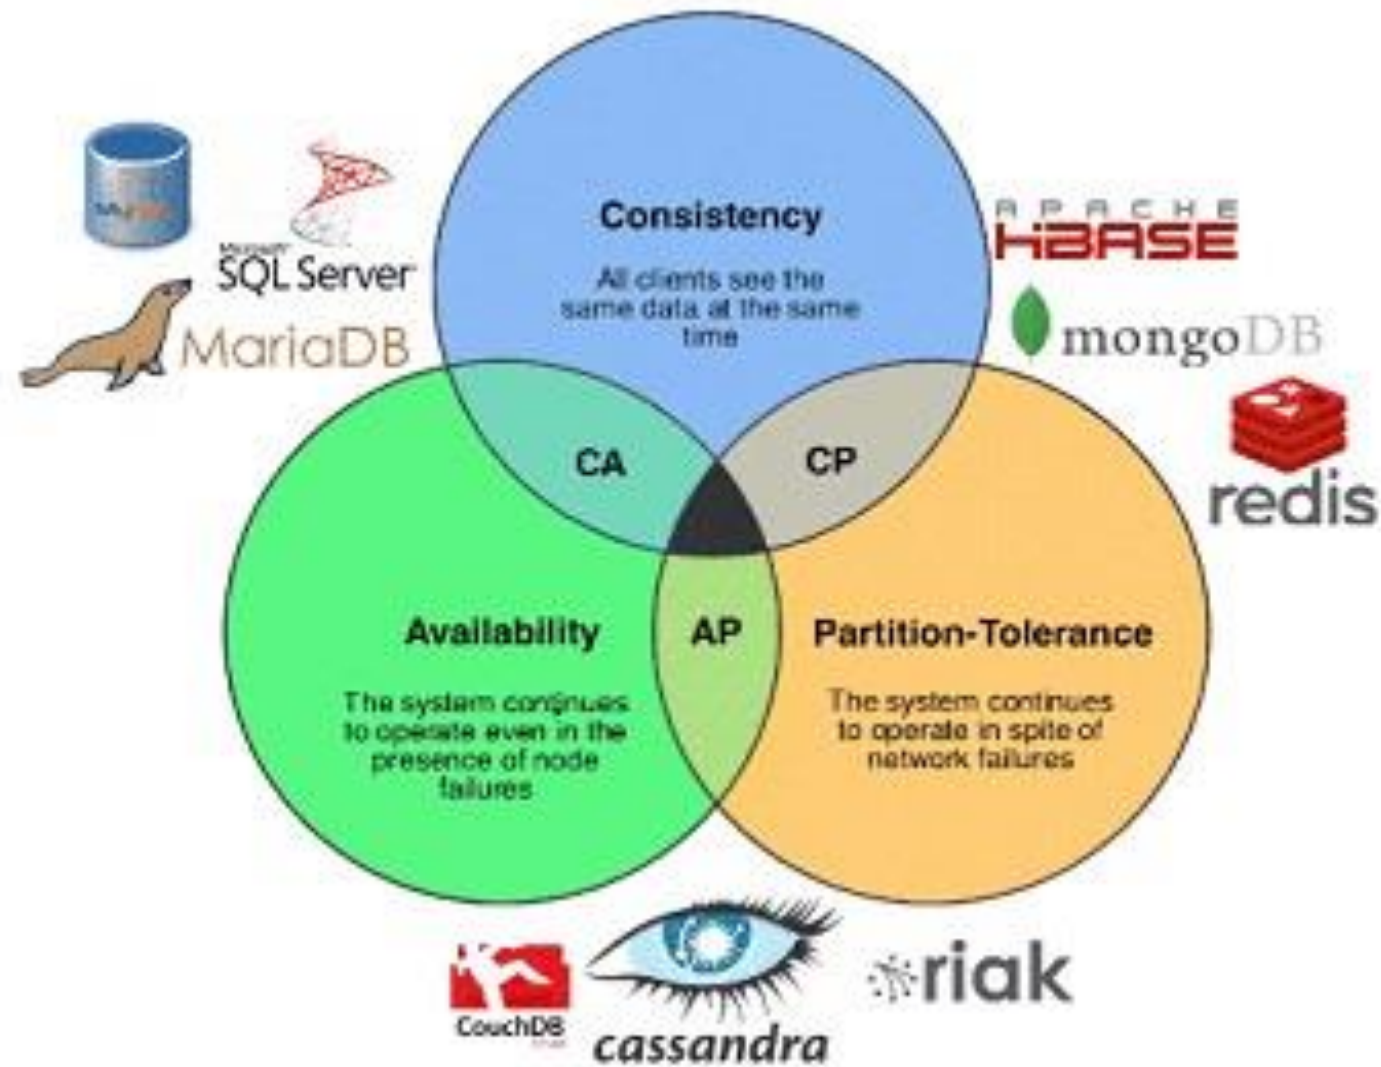 Consistency
All clients see the
same data at the same
time
Microsoft
SQL Server
MariaDB
APACHE
HBASE
mongoDB
redis
CA
CP
AP
Availability
The system continues
to operate even in the
presence of node
failures
Partition-Tolerance
The system continues
to operate in spite of
network failures
CouchDB
cassandra
riak